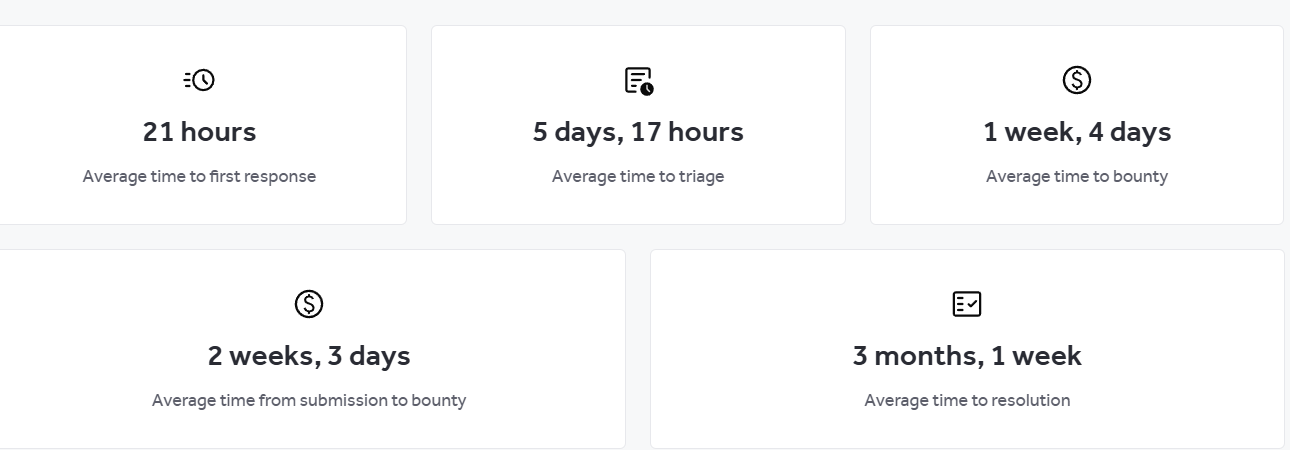 21 hours
Average time to first response
5 days, 17 hours
Average time to triage
1 week, 4 days
Average time to bounty
2 weeks, 3 days
Average time from submission to bounty
3 months, 1 week
Average time to resolution